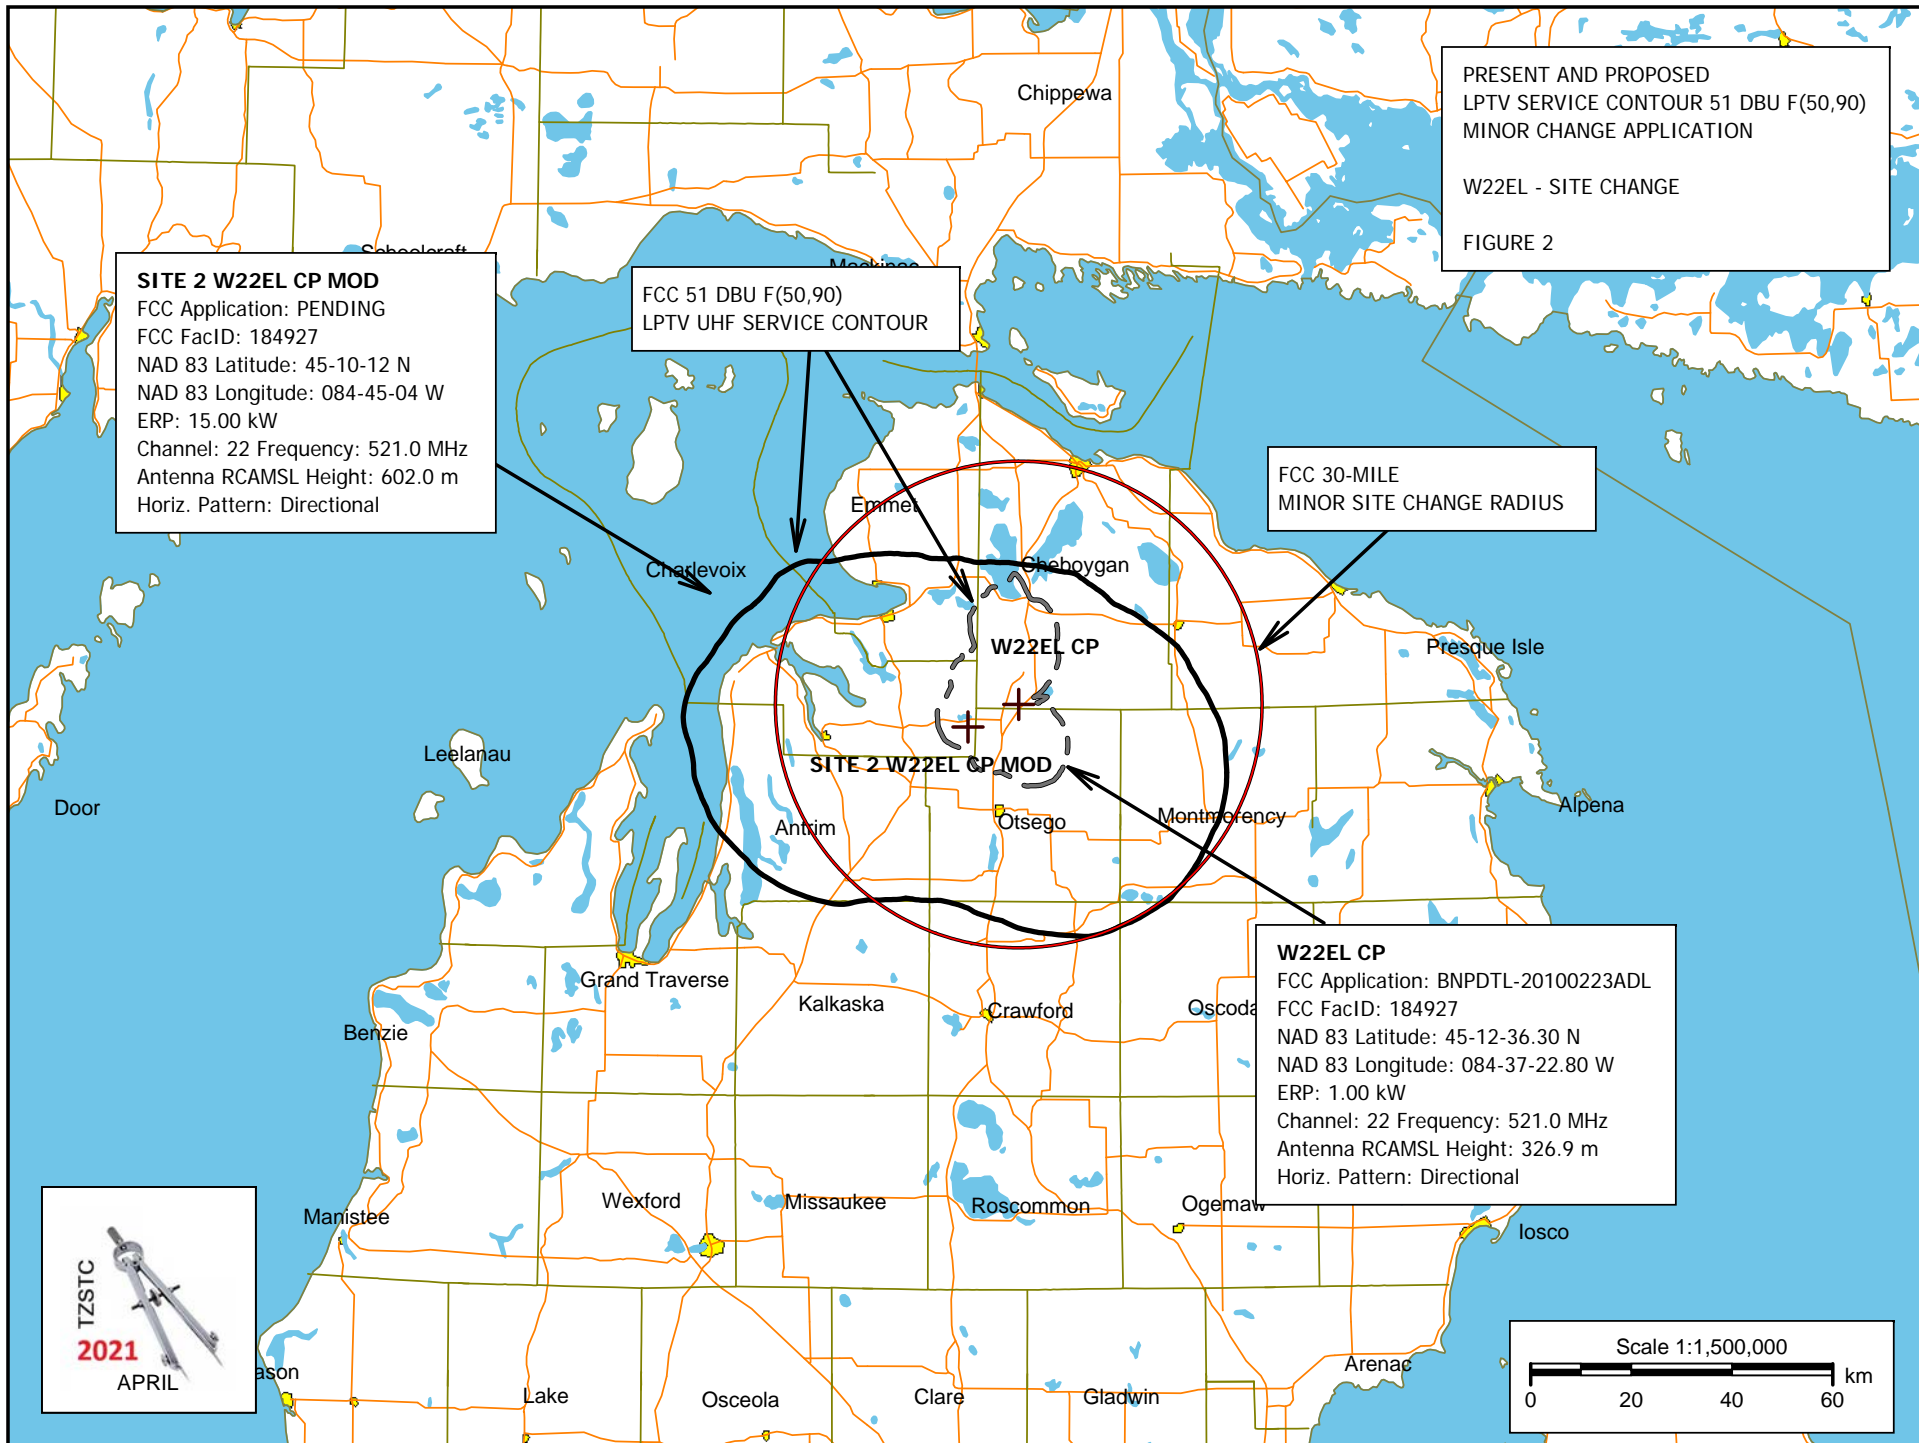 Chippewa
PRESENT AND PROPOSED
LPTV SERVICE CONTOUR 51 DBU F(50,90)
MINOR CHANGE APPLICATION
W22EL - SITE CHANGE
FIGURE 2
Schoolcraft
Mackinac
SITE 2 W22EL CP MOD
FCC Application: PENDING
FCC FacID: 184927
NAD 83 Latitude: 45-10-12 N
NAD 83 Longitude: 084-45-04 W
ERP: 15.00 kW
Channel: 22 Frequency: 521.0 MHz
Antenna RCAMSL Height: 602.0 m
Horiz. Pattern: Directional
FCC 51 DBU F(50,90)
LPTV UHF SERVICE CONTOUR
FCC 30-MILE
MINOR SITE CHANGE RADIUS
Emmet
Charlevoix
Cheboygan
W22EL CP
Presque Isle
Leelanau
SITE 2 W22EL CP MOD
Door
Antrim
Otsego
Montmorency
Alpena
Grand Traverse
Kalkaska
Crawford
Oscoda
Benzie
W22EL CP
FCC Application: BNPDTL-20100223ADL
FCC FacID: 184927
NAD 83 Latitude: 45-12-36.30 N
NAD 83 Longitude: 084-37-22.80 W
ERP: 1.00 kW
Channel: 22 Frequency: 521.0 MHz
Antenna RCAMSL Height: 326.9 m
Horiz. Pattern: Directional
Manistee
Wexford
Missaukee
Roscommon
Ogemaw
Iosco
TZSTC
2021
APRIL
ason
Lake
Osceola
Clare
Gladwin
Arenac
Scale 1:1,500,000
km
0 20 40 60